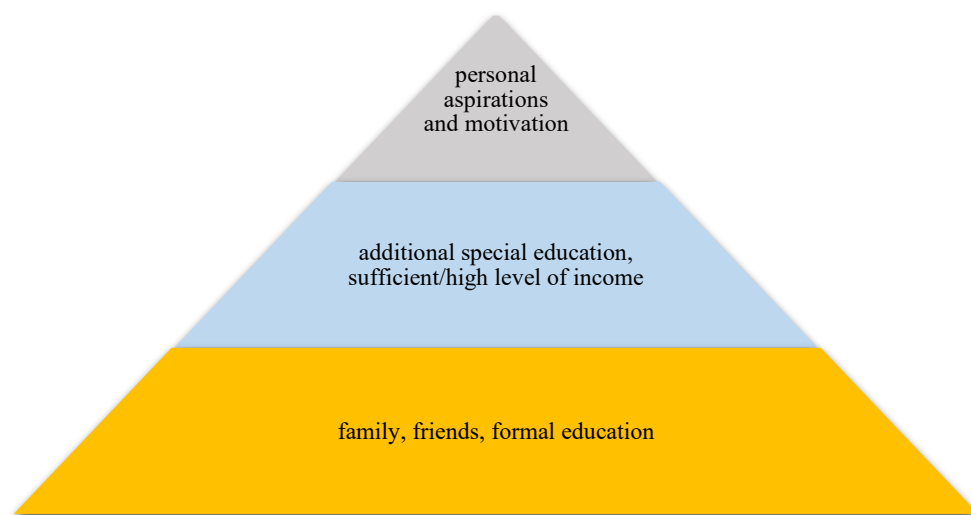 personal
aspirations
and motivation
additional special education,
sufficient/high level of income
family, friends, formal education